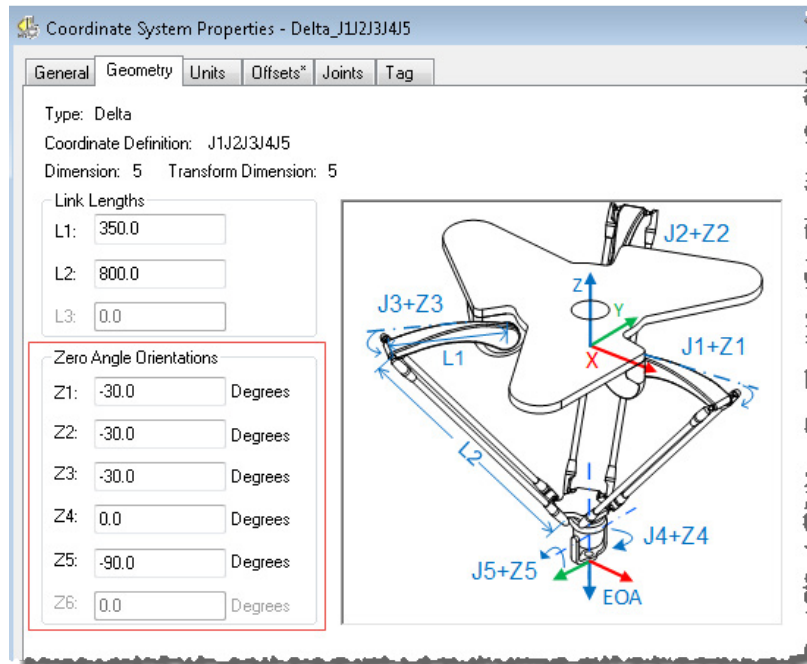 Coordinate System Properties - Delta_J1J2J3J4J5
General Geometry Units Offsets* Joints Tag
Type: Delta
Coordinate Definition: J1J2J3J4J5
Dimension: 5 Transform Dimension: 5
Link Lengths
L1: 350.0
L2: 800.0
L3: 0.0
Zero Angle Orientations
Z1: -30.0 Degrees
Z2: -30.0 Degrees
Z3: -30.0 Degrees
Z4: 0.0 Degrees
Z5: -90.0 Degrees
Z6: 0.0 Degrees
J2+Z2
Z
Y
J3+Z3
J1+Z1
L1
X
L2
J4+Z4
J5+Z5
EOA